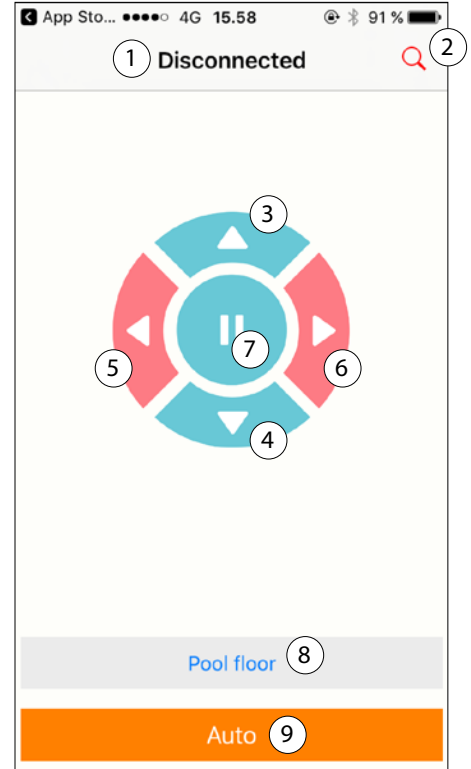 App Sto... 4G 15.58 91 %
1 Disconnected 2
3
7
5 6
4
Pool floor 8
Auto 9